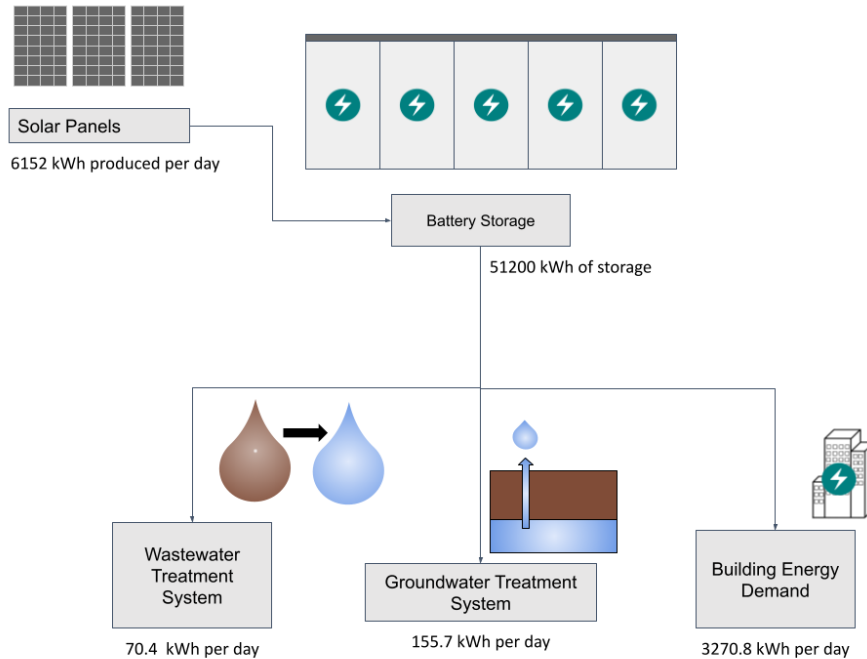 Solar Panels
6152 kWh produced per day
Battery Storage
51200 kWh of storage
Wastewater
Treatment
System
70.4 kWh per day
Groundwater Treatment
System
155.7 kWh per day
Building Energy
Demand
3270.8 kWh per day